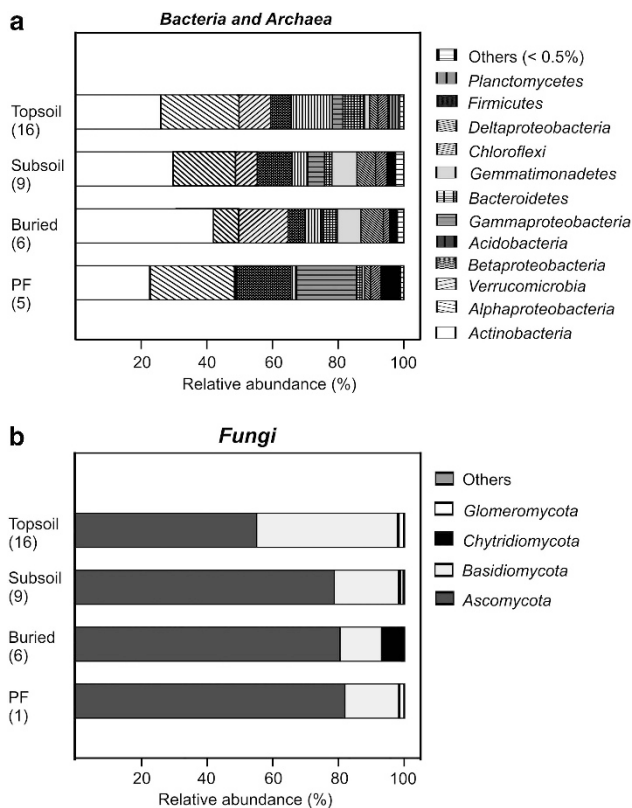 a
Bacteria and Archaea
Topsoil
(16)
Subsoil
(9)
Buried
(6)
PF
(5)
20 40 60 80 100
Relative abundance (%)
Others (< 0.5%)
Planctomycetes
Firmicutes
Deltaproteobacteria
Chloroflexi
Gemmatimonadetes
Bacteroidetes
Gammaproteobacteria
Acidobacteria
Betaproteobacteria
Verrucomicrobia
Alphaproteobacteria
Actinobacteria
b
Fungi
Topsoil
(16)
Subsoil
(9)
Buried
(6)
PF
(1)
20 40 60 80 100
Relative abundance (%)
Others
Glomeromycota
Chytridiomycota
Basidiomycota
Ascomycota